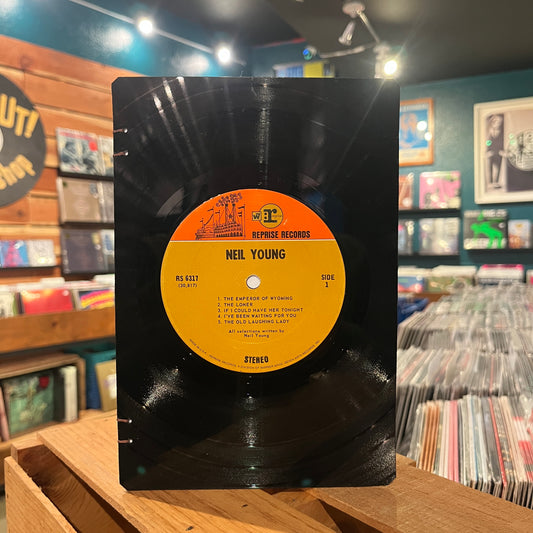 OUT!
shop
W
r
REPRISE RECORDS
NEIL YOUNG
RS 6317
(30,817)
SIDE
1
1. THE EMPEROR OF WYOMING
2. THE LONER
3. IF I COULD HAVE HER TONIGHT
4. I'VE BEEN WAITING FOR YOU
5. THE OLD LAUGHING LADY
All selections written by
Neil Young
STEREO